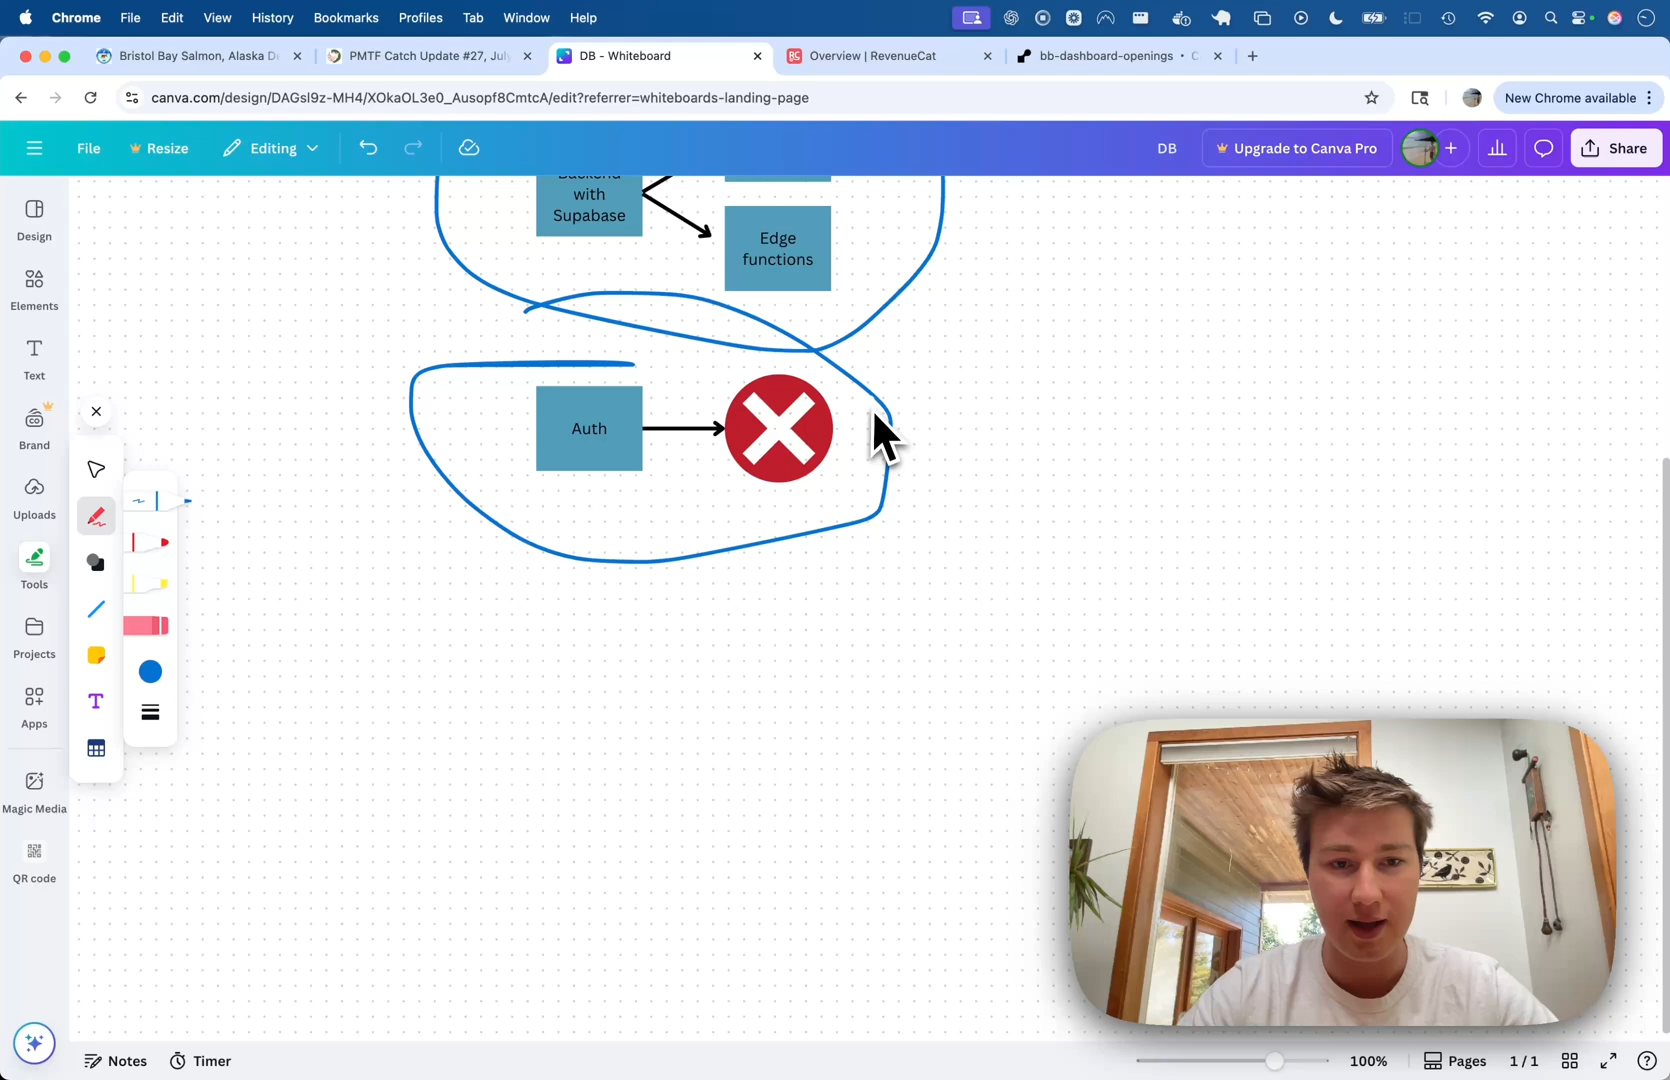 Chrome File Edit View History Bookmarks Profiles Tab Window Help
Bristol Bay Salmon, Alaska D
PMTF Catch Update #27, July
DB - Whiteboard
Overview | RevenueCat
bb-dashboard-openings • C
canva.com/design/DAGsI9z-MH4/XOkaOL3e0_Ausopf8CmtcA/edit?referrer=whiteboards-landing-page
New Chrome available
File
Resize
Editing
DB
Upgrade to Canva Pro
Share
Design
Elements
Text
Brand
Uploads
Tools
Projects
Apps
Magic Media
QR code
Backend
with
Supabase
Edge
functions
Auth
Notes
Timer
100%
Pages
1 / 1